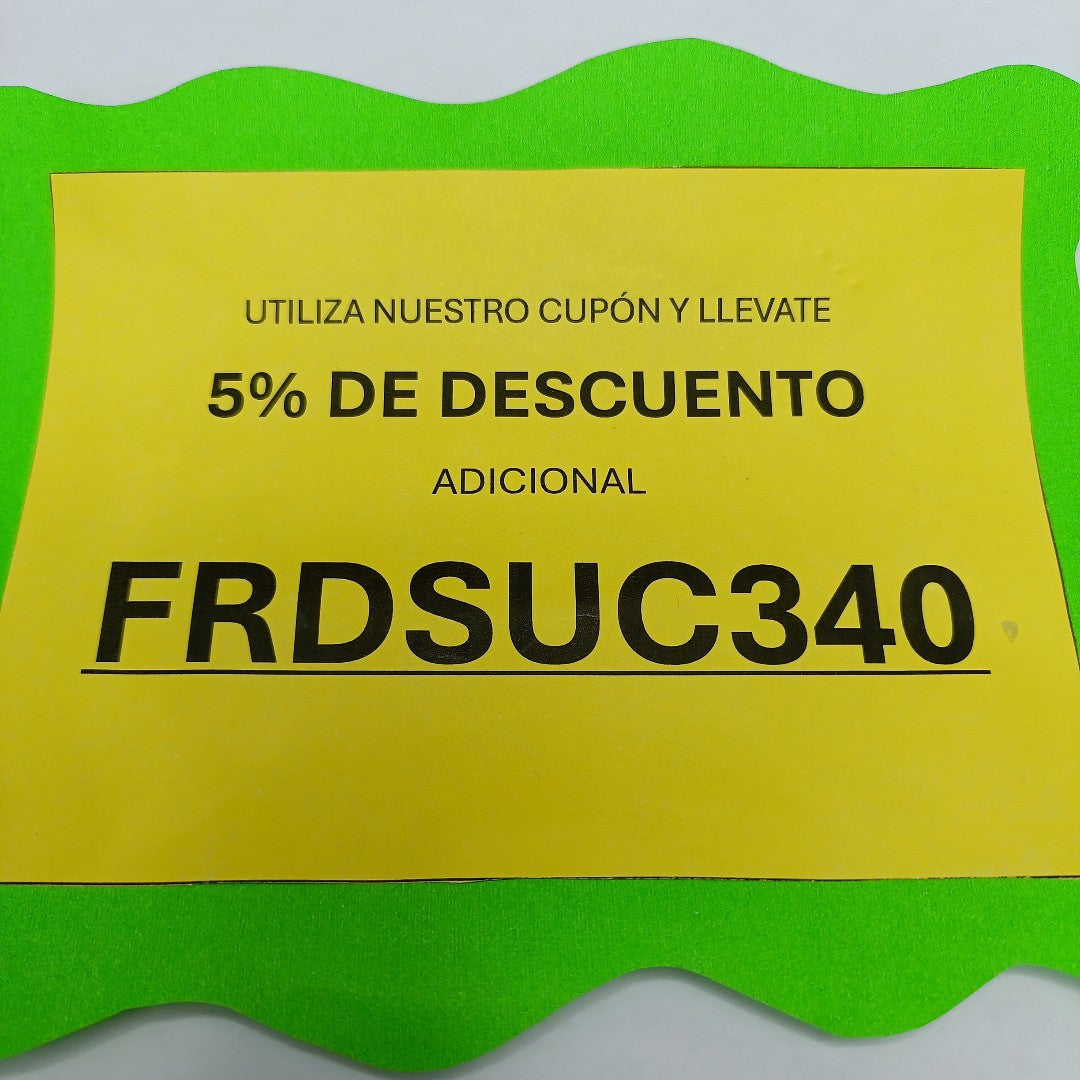 UTILIZA NUESTRO CUPÓN Y LLEVATE
5% DE DESCUENTO
ADICIONAL
FRDSUC340